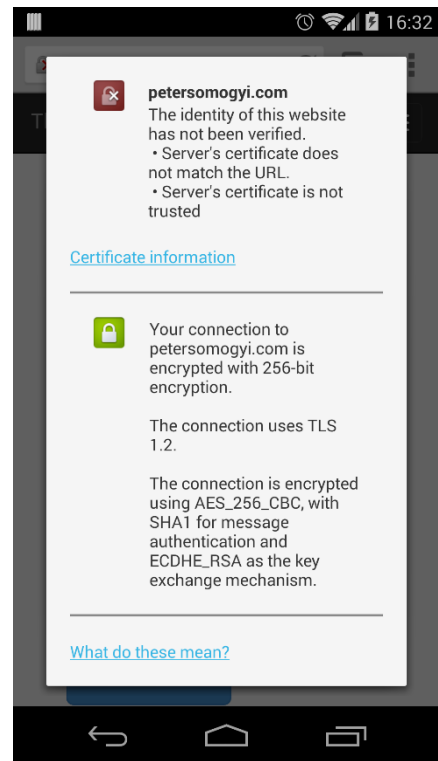 16:32
petersomogyi.com
The identity of this website
has not been verified.
• Server's certificate does
not match the URL.
• Server's certificate is not
trusted
Certificate information
Your connection to
petersomogyi.com is
encrypted with 256-bit
encryption.
The connection uses TLS
1.2.
The connection is encrypted
using AES_256_CBC, with
SHA1 for message
authentication and
ECDHE_RSA as the key
exchange mechanism.
What do these mean?